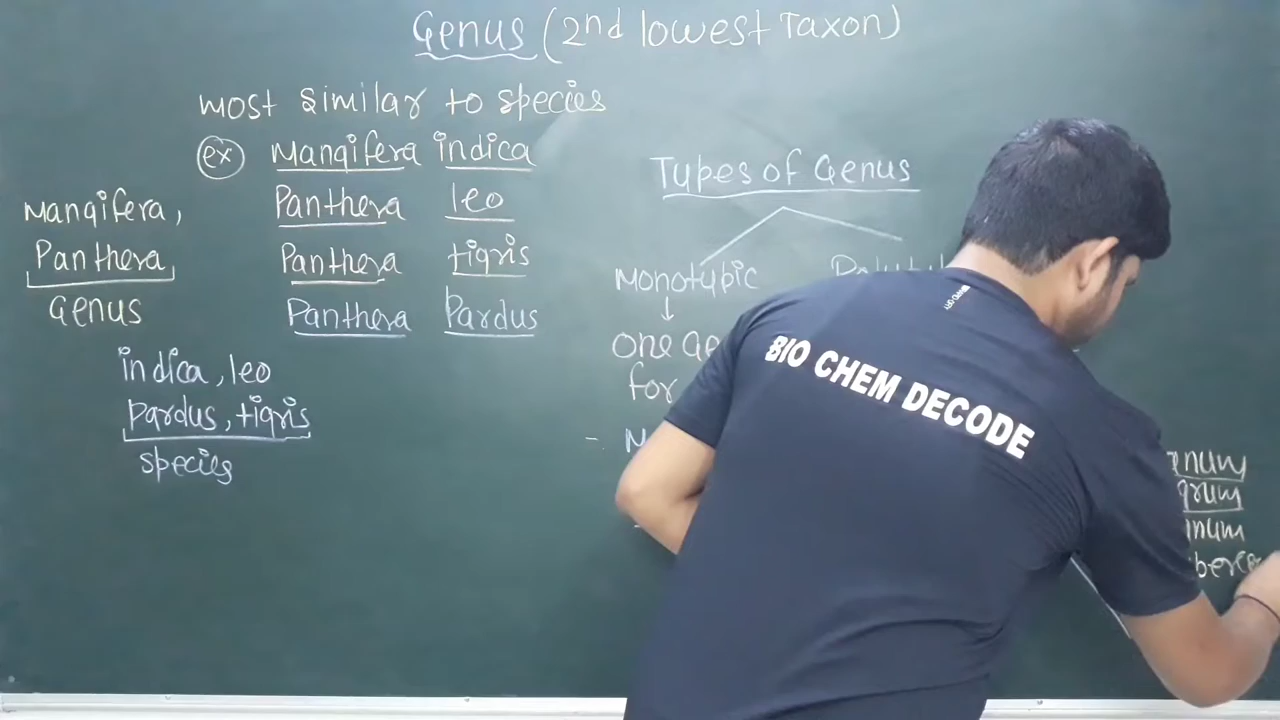 Genus (2nd lowest Taxon)
most similar to species
ex Mangifera indica
Panthera leo
Panthera tigris
Panthera Pardus
Mangifera,
Panthera
Genus
indica, leo
Pardus, tigris
species
Types of Genus
Monotypic
one
for
BIO CHEM DECODE